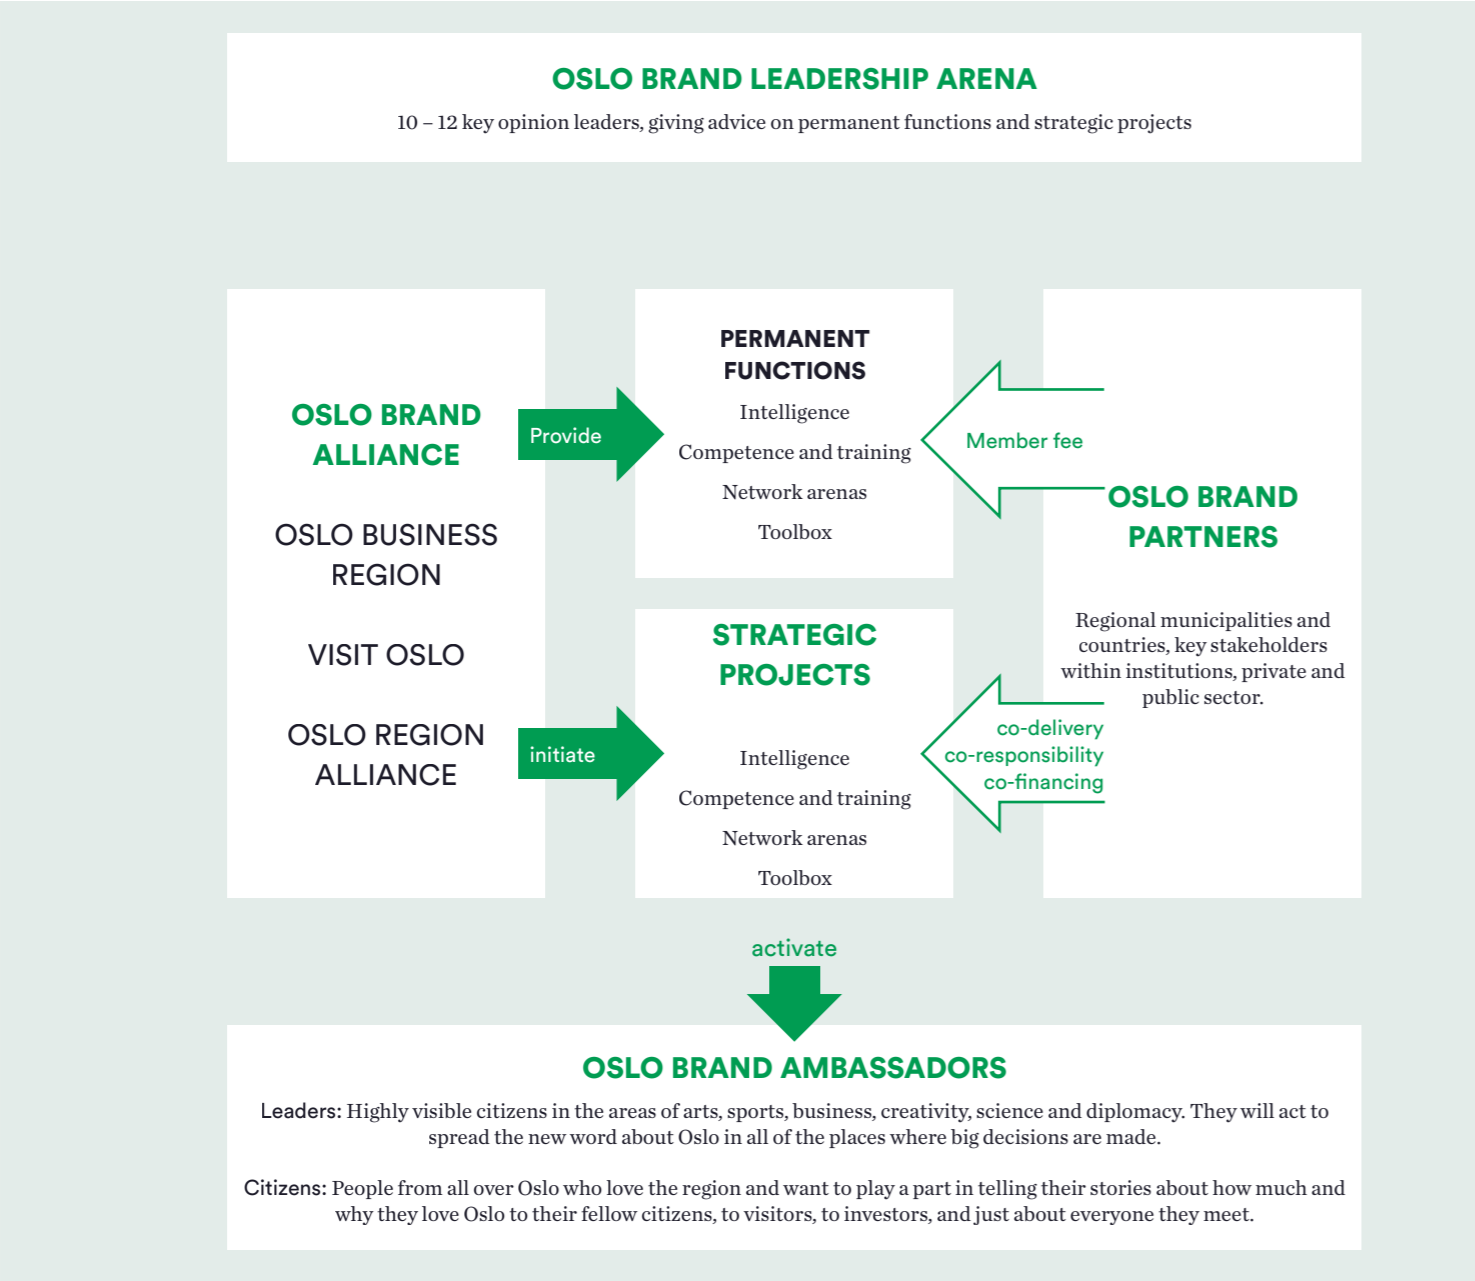 OSLO BRAND LEADERSHIP ARENA
10 – 12 key opinion leaders, giving advice on permanent functions and strategic projects
OSLO BRAND
ALLIANCE
OSLO BUSINESS
REGION
VISIT OSLO
OSLO REGION
ALLIANCE
Provide
initiate
PERMANENT
FUNCTIONS
Intelligence
Competence and training
Network arenas
Toolbox
STRATEGIC
PROJECTS
Intelligence
Competence and training
Network arenas
Toolbox
Member fee
co-delivery
co-responsibility
co-financing
OSLO BRAND
PARTNERS
Regional municipalities and
countries, key stakeholders
within institutions, private and
public sector.
activate
OSLO BRAND AMBASSADORS
Leaders: Highly visible citizens in the areas of arts, sports, business, creativity, science and diplomacy. They will act to
spread the new word about Oslo in all of the places where big decisions are made.
Citizens: People from all over Oslo who love the region and want to play a part in telling their stories about how much and
why they love Oslo to their fellow citizens, to visitors, to investors, and just about everyone they meet.